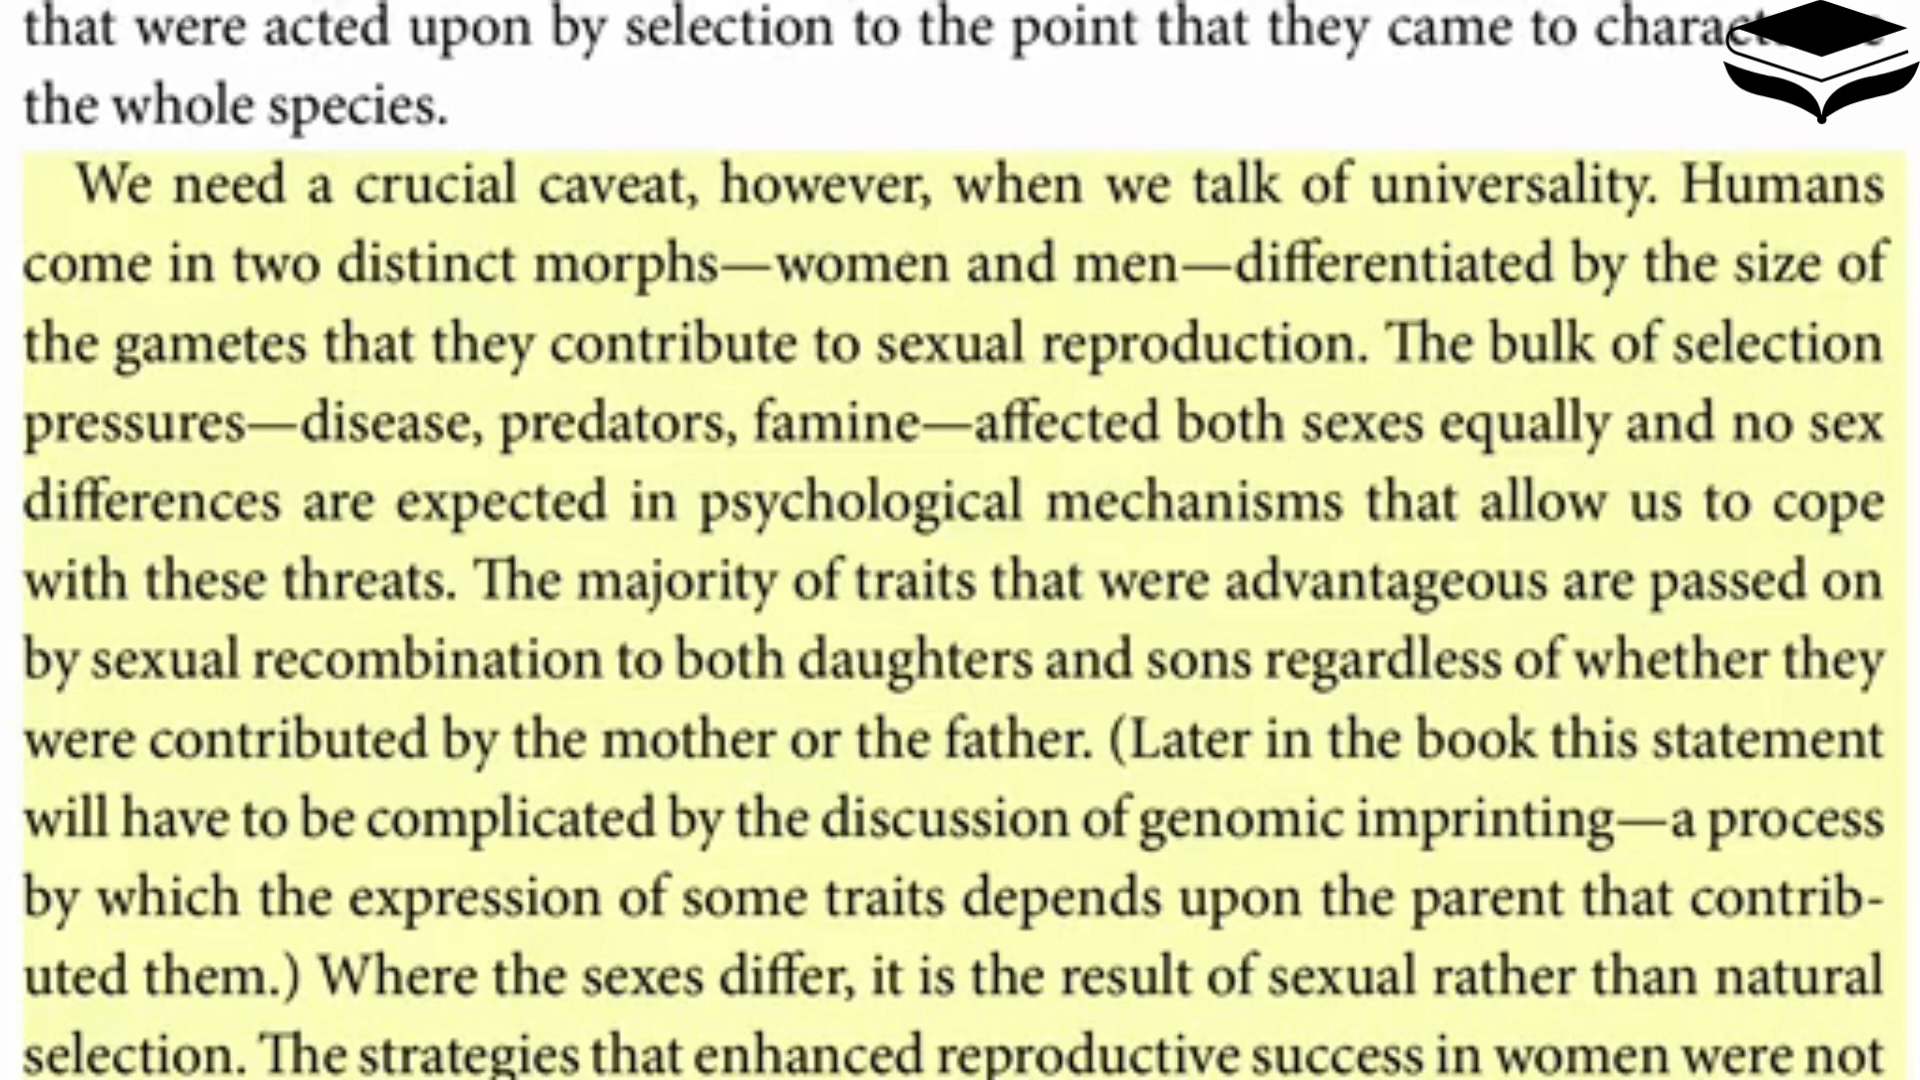 that were acted upon by selection to the point that they came to
the whole species.
We need a crucial caveat, however, when we talk of universality. Humans
come in two distinct morphs—women and men—differentiated by the size of
the gametes that they contribute to sexual reproduction. The bulk of selection
pressures—disease, predators, famine—affected both sexes equally and no sex
differences are expected in psychological mechanisms that allow us to cope
with these threats. The majority of traits that were advantageous are passed on
by sexual recombination to both daughters and sons regardless of whether they
were contributed by the mother or the father. (Later in the book this statement
will have to be complicated by the discussion of genomic imprinting—a process
by which the expression of some traits depends upon the parent that contrib-
uted them.) Where the sexes differ, it is the result of sexual rather than natural
selection. The strategies that enhanced reproductive success in women were not